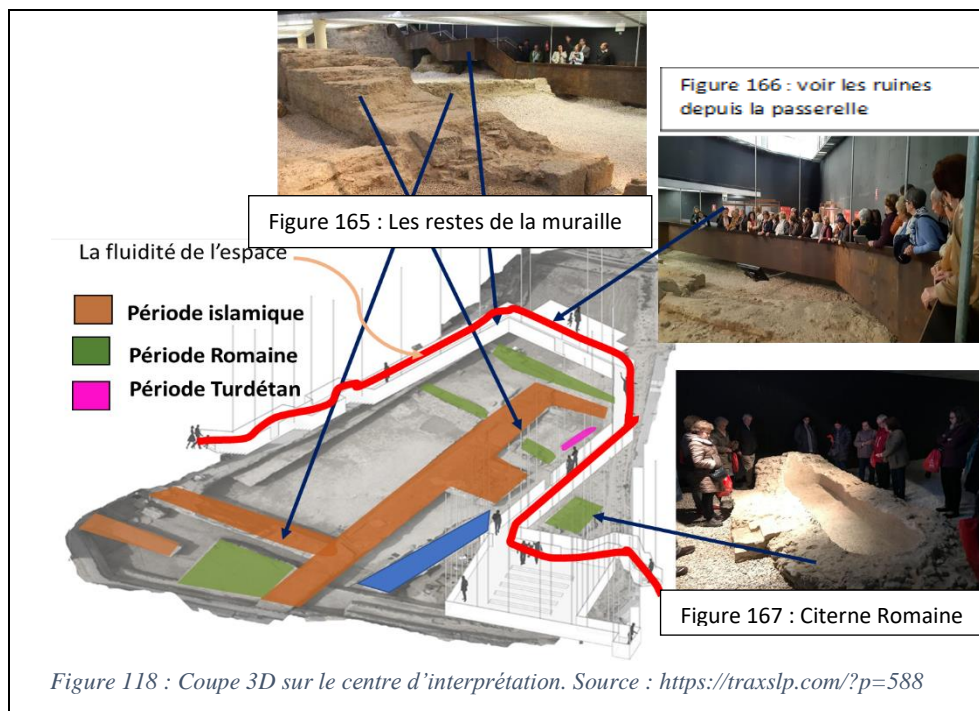 Figure 166 : voir les ruines
depuis la passerelle
Figure 165 : Les restes de la muraille
La fluidité de l’espace
Période islamique
Période Romaine
Période Turdétan
Figure 167 : Citerne Romaine
Figure 118 : Coupe 3D sur le centre d’interprétation. Source : https://traxslp.com/?p=588